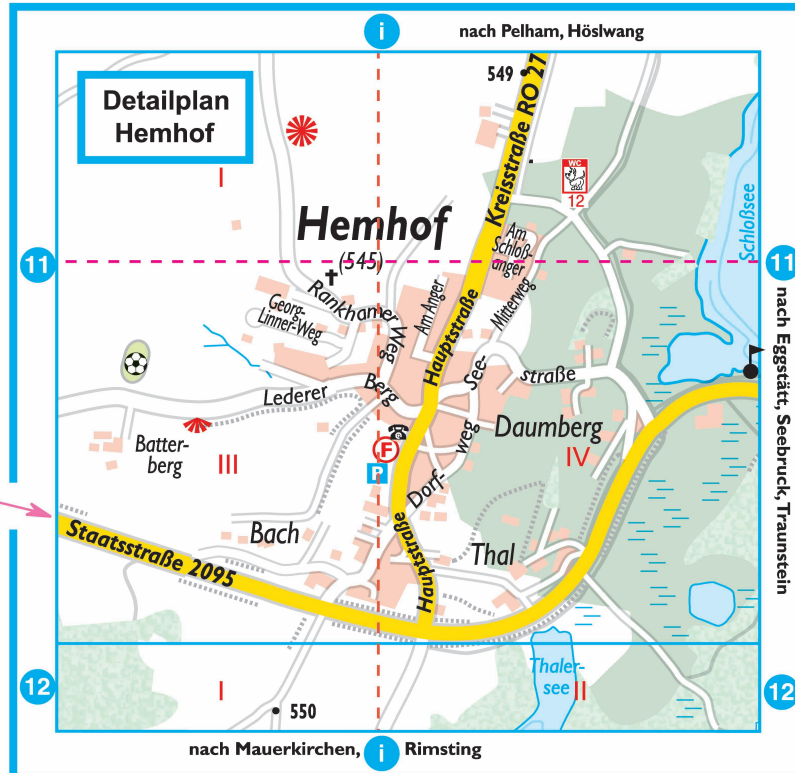 i
nach Pelham, Höslwang
549
Kreisstraße RO 27
Detailplan
Hemhof
I
WC
12
Schloßsee
Hemhof
(545)
Am
Schloß-
anger
11
11
Rankhamer
Weg
Georg-
Linner-Weg
Am Anger
Hauptstraße
Mitterweg
nach Eggstätt, Seebruck, Traunstein
See-
straße
Lederer
Berg
weg
Daumberg
Batter-
berg
III
F
IV
P
Dorf-
Bach
Staatsstraße 2095
Hauptstraße
Thal
12
I
Thaler-
see
II
12
550
nach Mauerkirchen,
i
Rimsting